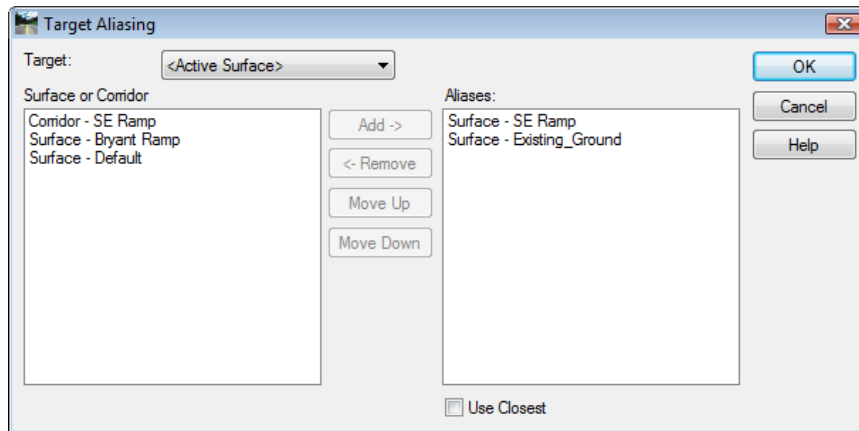 Target Aliasing
Target:
<Active Surface>
OK
Surface or Corridor
Aliases:
Cancel
Corridor - SE Ramp
Surface - Bryant Ramp
Surface - Default
Add ->
<- Remove
Move Up
Move Down
Surface - SE Ramp
Surface - Existing_Ground
Help
Use Closest